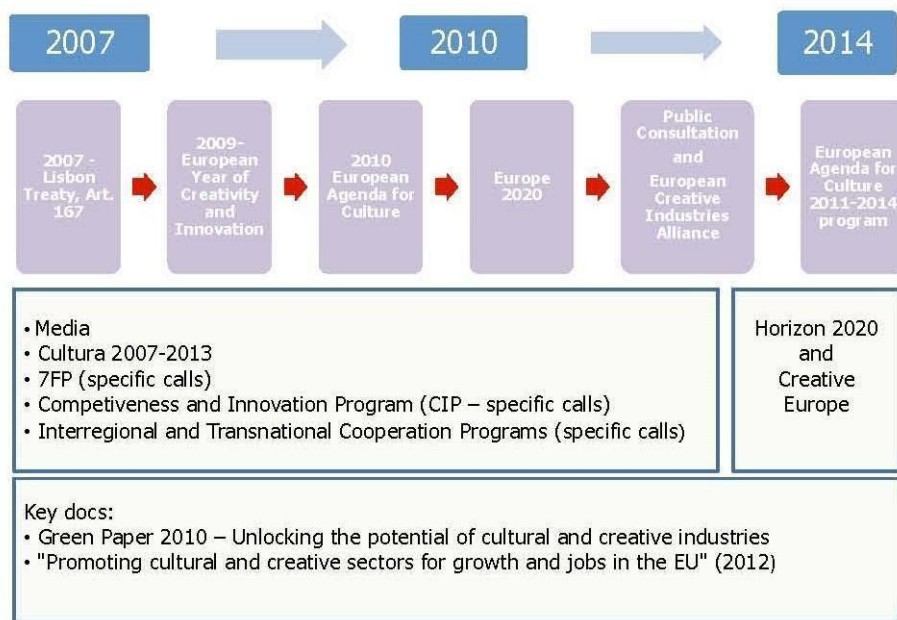 2007
2010
2014
2007 -
Lisbon
Treaty, Art.
167
2009-
European
Year of
Creativity
and
Innovation
2010
European
Agenda for
Culture
Europe
2020
Public
Consultation
and
European
Creative
Industries
Alliance
European
Agenda for
Culture
2011-2014
program
• Media
• Cultura 2007-2013
• 7FP (specific calls)
• Competiveness and Innovation Program (CIP – specific calls)
• Interregional and Transnational Cooperation Programs (specific calls)
Horizon 2020
and
Creative
Europe
Key docs:
• Green Paper 2010 – Unlocking the potential of cultural and creative industries
• "Promoting cultural and creative sectors for growth and jobs in the EU" (2012)